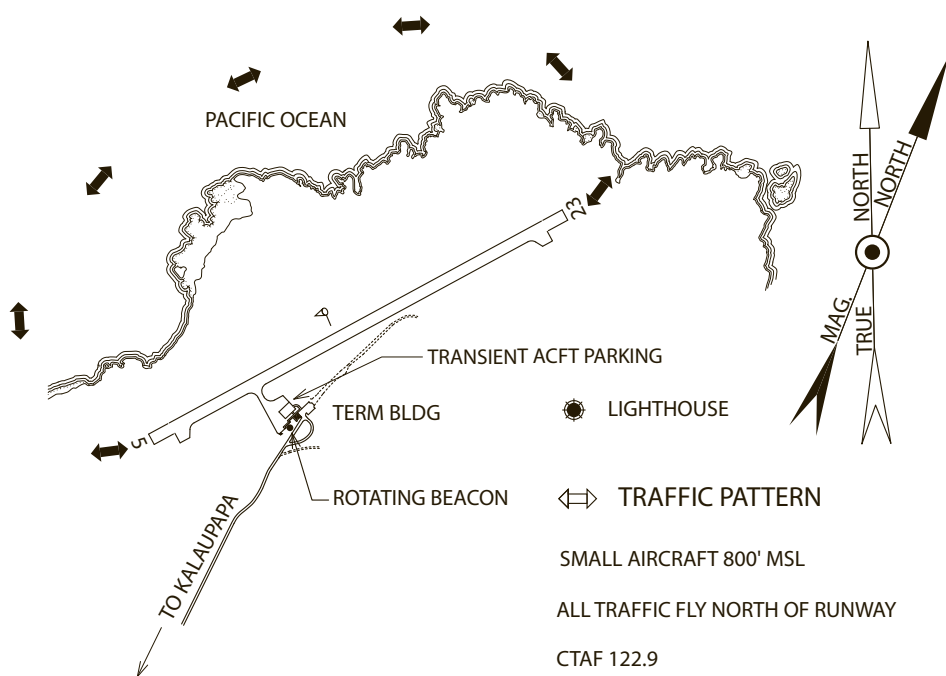 PACIFIC OCEAN
NORTH
NORTH
MAG.
TRUE
23
TRANSIENT ACFT PARKING
TERM BLDG
LIGHTHOUSE
5
ROTATING BEACON
TRAFFIC PATTERN
TO KALAUPAPA
SMALL AIRCRAFT 800' MSL
ALL TRAFFIC FLY NORTH OF RUNWAY
CTAF 122.9